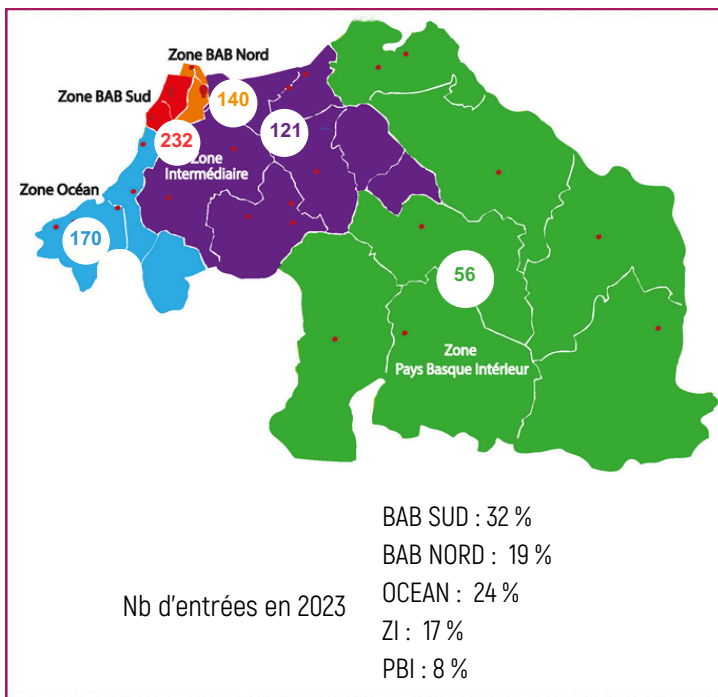 Zone BAB Nord
Zone BAB Sud
140
121
232
Zone
Intermédiaire
Zone Océan
170
56
Zone
Pays Basque Intérieur
BAB SUD : 32 %
BAB NORD : 19 %
Nb d'entrées en 2023
OCEAN : 24 %
ZI : 17 %
PBI : 8 %